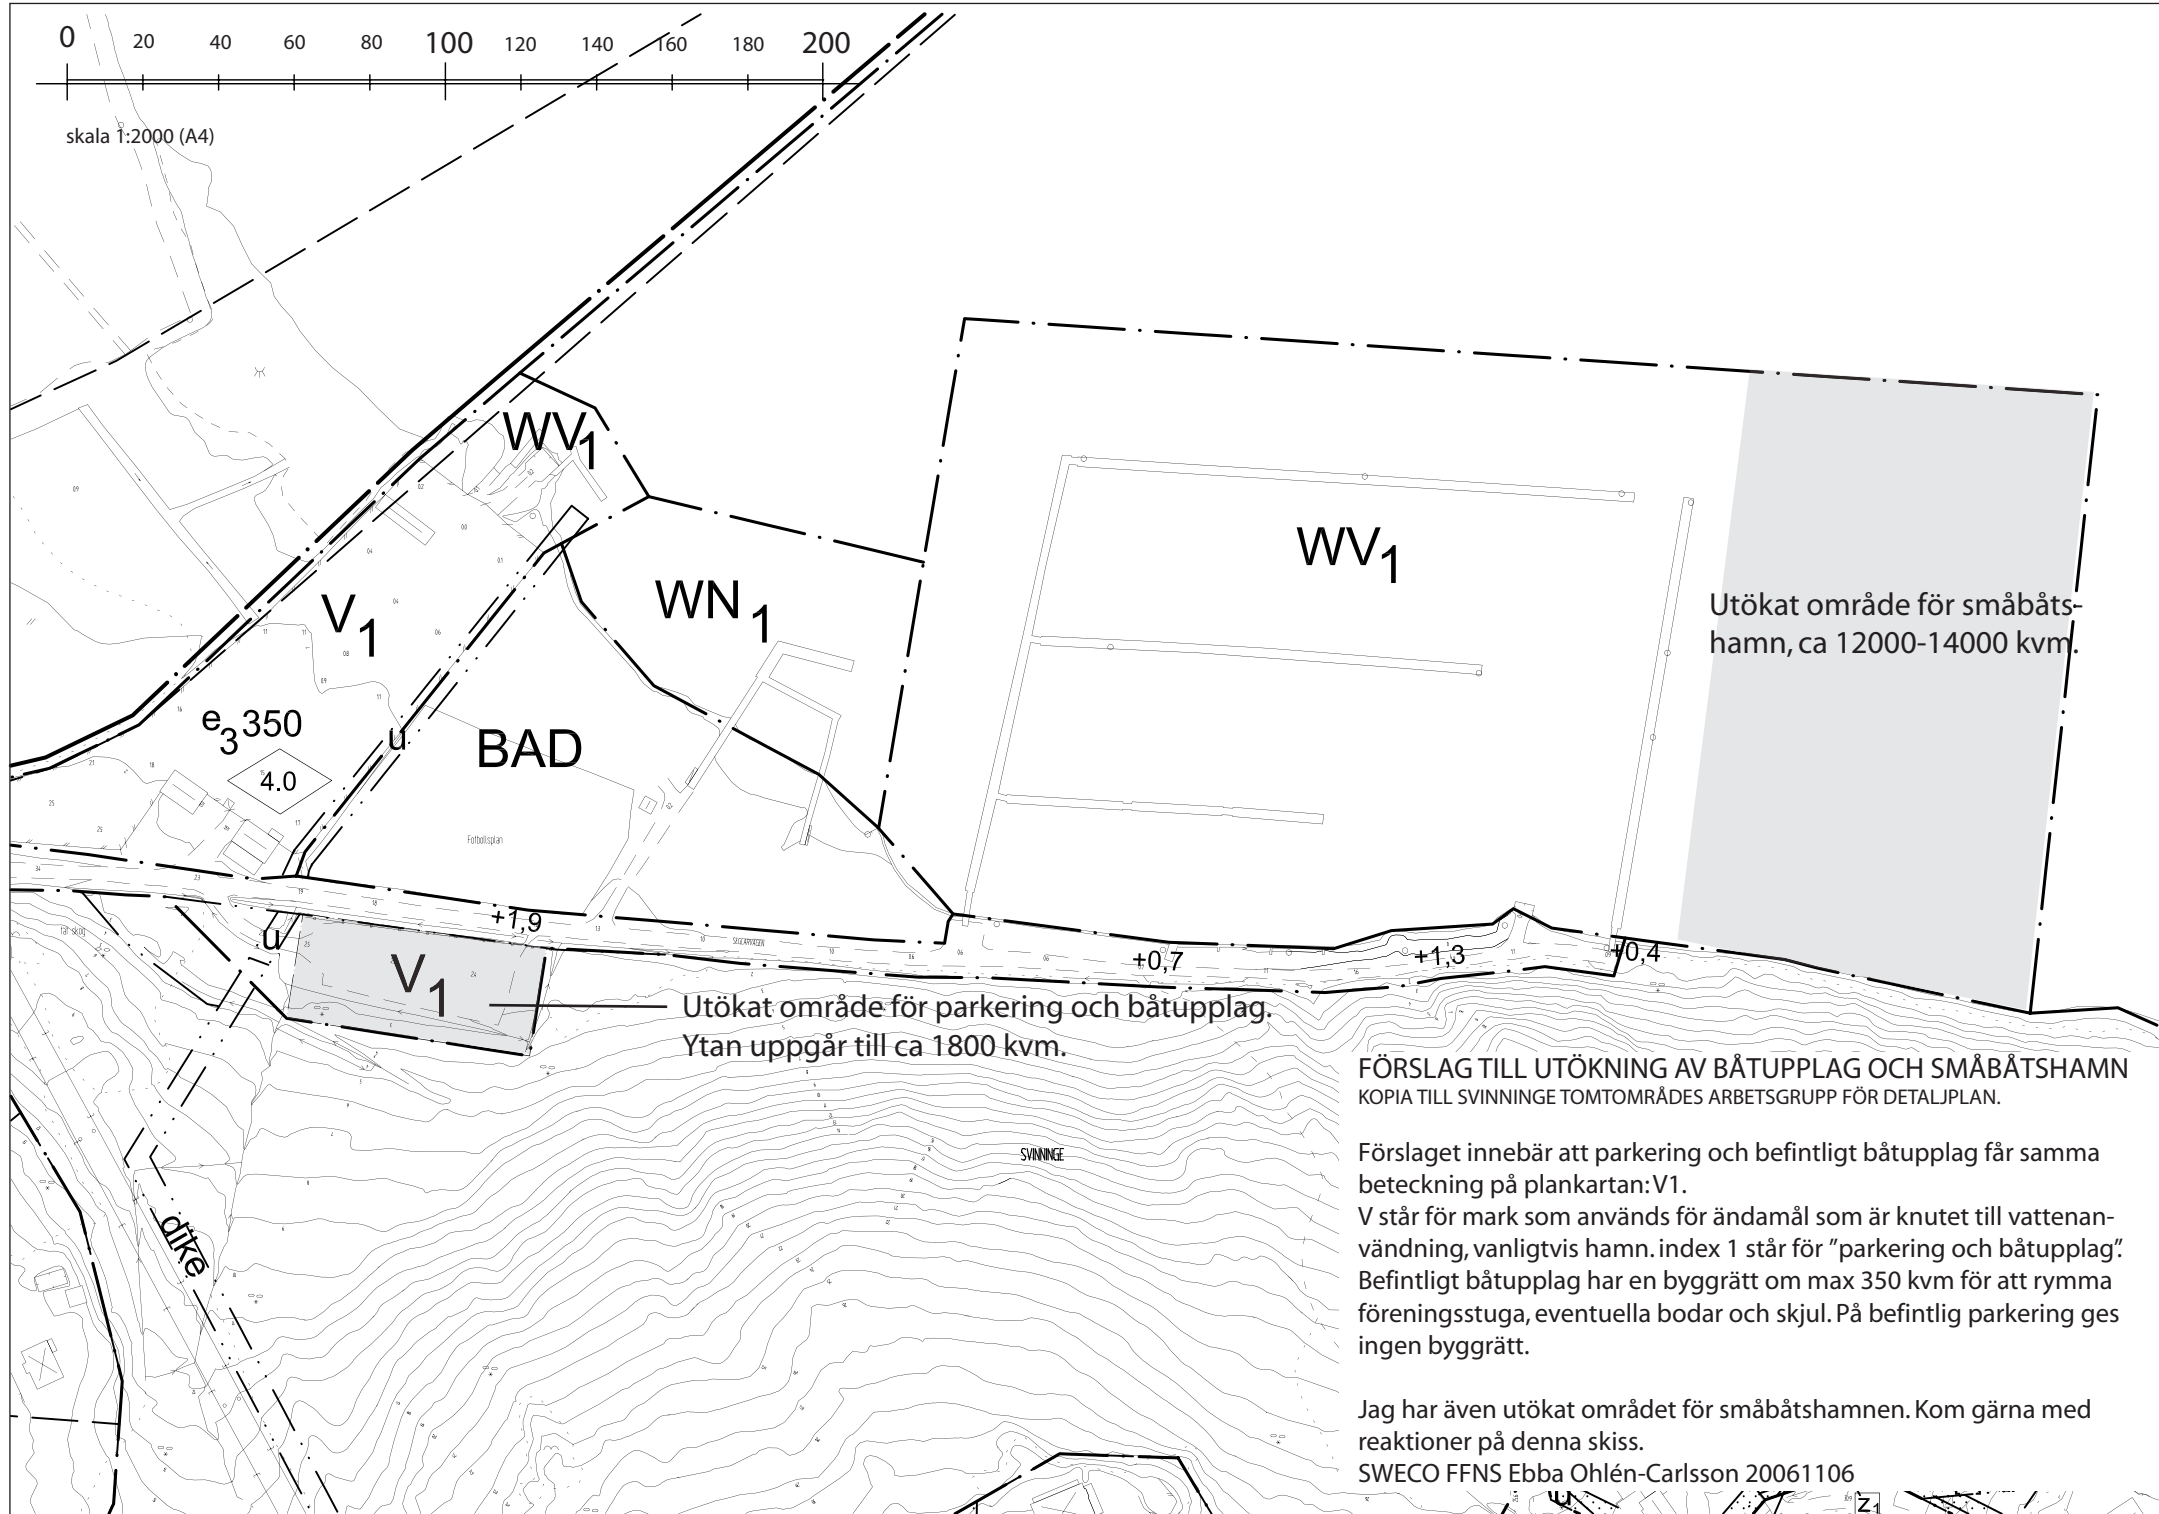 0 20 40 60 80 100 120 140 160 180 200
skala 1:2000 (A4)
WV1
WN1
WV1
V1
e3 350
4.0
u
BAD
Fotbollsplan
Utökat område för småbåts-
hamn, ca 12000-14000 kvm.
+1,9
SEGLARVÄGEN
+0,7
+1,3
+0,4
u
V1
Utökat område för parkering och båtupplag.
Ytan uppgår till ca 1800 kvm.
SVINNINGE
dike
FÖRSLAG TILL UTÖKNING AV BÅTUPPLAG OCH SMÅBÅTSHAMN
KOPIA TILL SVINNINGE TOMTOMRÅDES ARBETSGRUPP FÖR DETALJPLAN.
Förslaget innebär att parkering och befintligt båtupplag får samma
beteckning på plankartan: V1.
V står för mark som används för ändamål som är knutet till vattenan-
vändning, vanligtvis hamn. index 1 står för ”parkering och båtupplag”.
Befintligt båtupplag har en byggrätt om max 350 kvm för att rymma
föreningsstuga, eventuella bodar och skjul. På befintlig parkering ges
ingen byggrätt.
Jag har även utökat området för småbåtshamnen. Kom gärna med
reaktioner på denna skiss.
SWECO FFNS Ebba Ohlén-Carlsson 20061106
u
z1